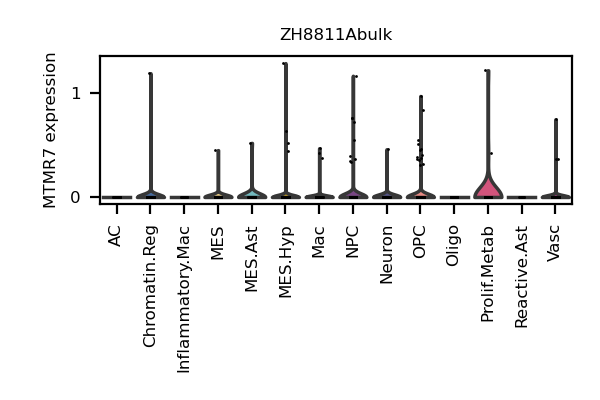 ZH8811Abulk
MTMR7 expression
1
0
AC
Chromatin.Reg
Inflammatory.Mac
MES
MES.Ast
MES.Hyp
Mac
NPC
Neuron
OPC
Oligo
Prolif.Metab
Reactive.Ast
Vasc